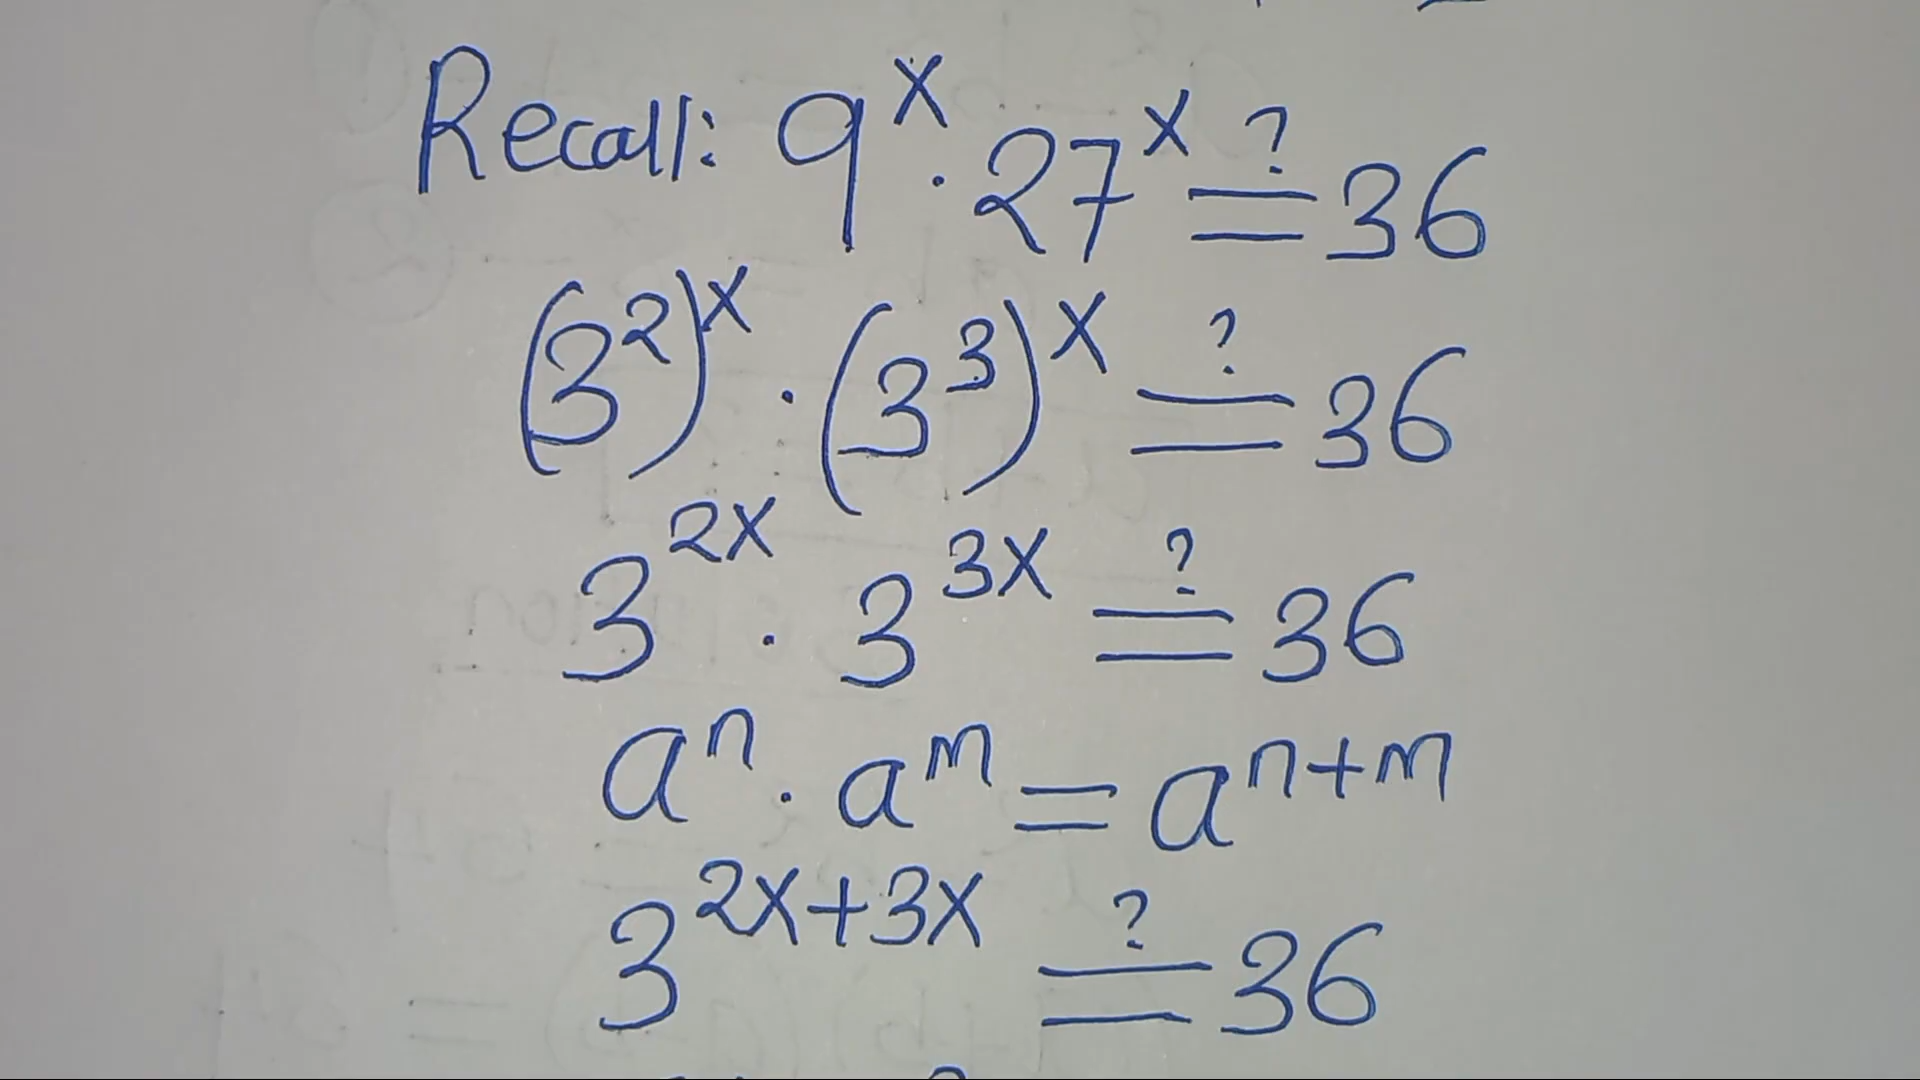 Recall: 9^x · 27^x ?= 36
(3^2)^x · (3^3)^x ?= 36
3^2x · 3^3x ?= 36
a^n · a^m = a^n+m
3^2x+3x ?= 36